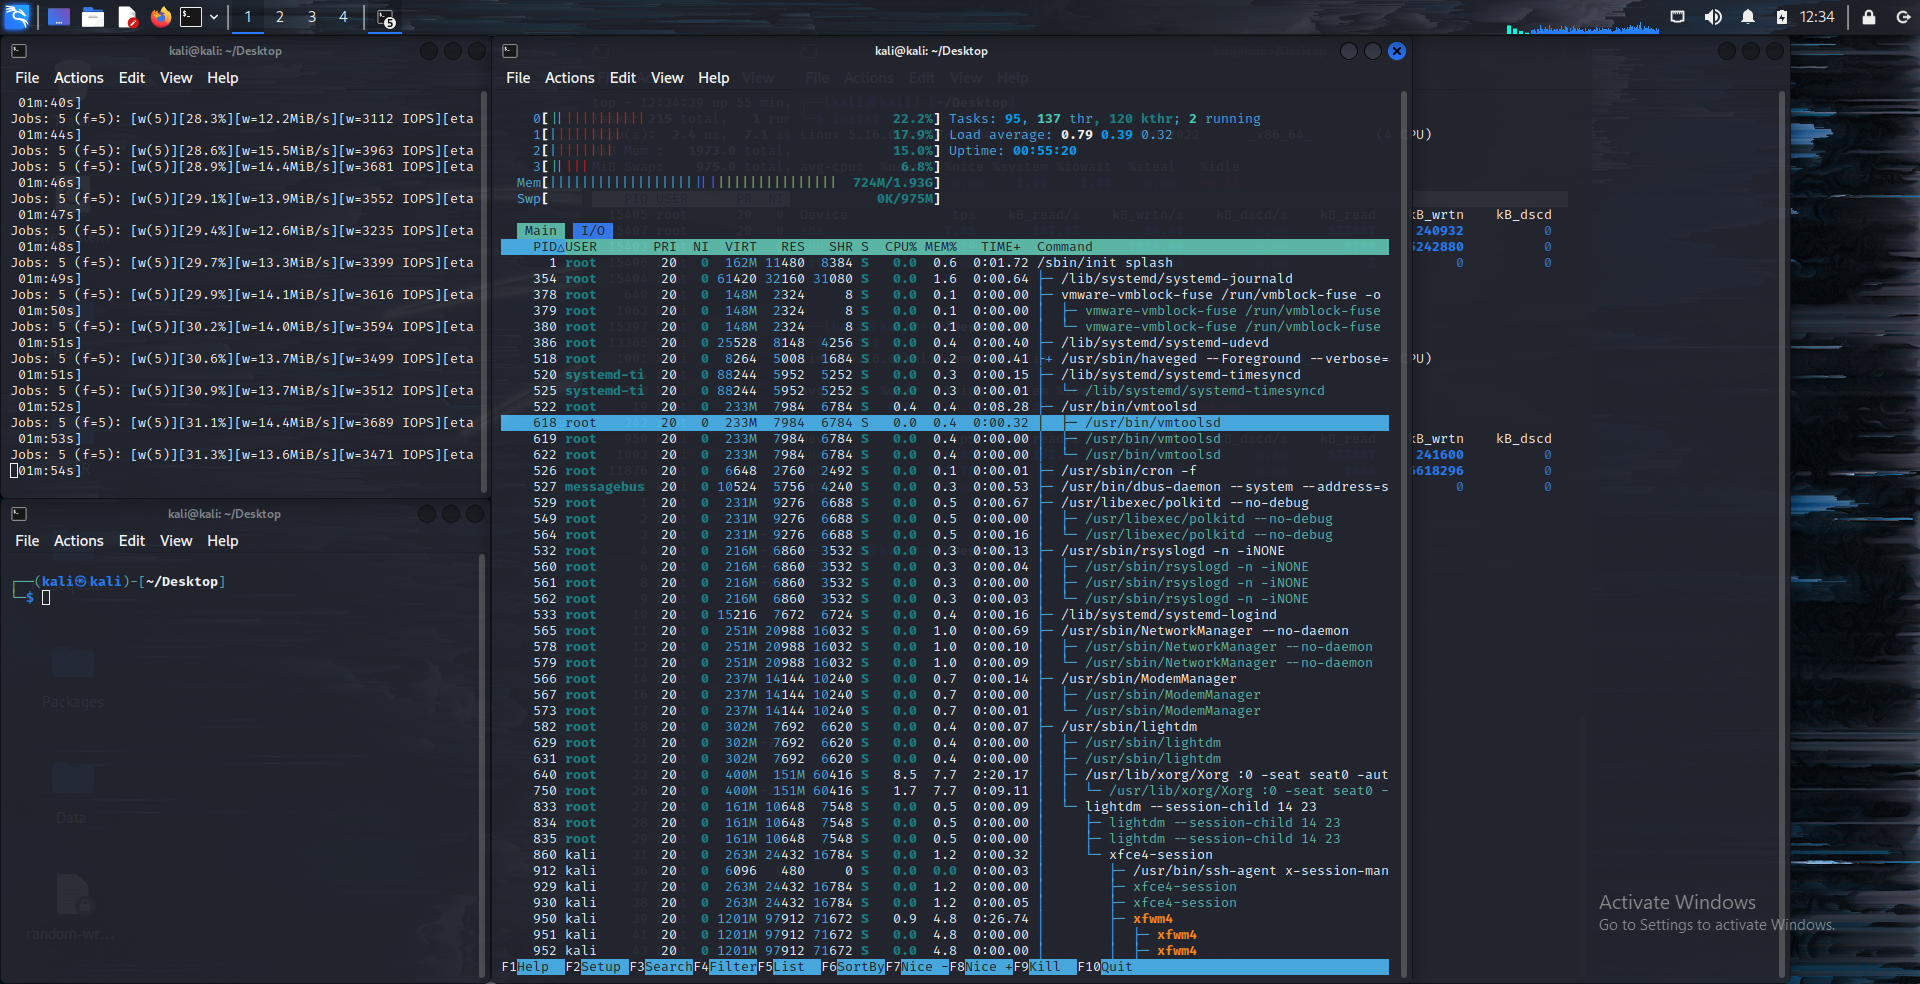 1 2 3 4 5 12:34
kali@kali: ~/Desktop
File Actions Edit View Help
01m:40s]
Jobs: 5 (f=5): [w(5)][28.3%][w=12.2MiB/s][w=3112 IOPS][eta
01m:44s]
Jobs: 5 (f=5): [w(5)][28.6%][w=15.5MiB/s][w=3963 IOPS][eta
Jobs: 5 (f=5): [w(5)][28.9%][w=14.4MiB/s][w=3681 IOPS][eta
01m:46s]
Jobs: 5 (f=5): [w(5)][29.1%][w=13.9MiB/s][w=3552 IOPS][eta
01m:47s]
Jobs: 5 (f=5): [w(5)][29.4%][w=12.6MiB/s][w=3235 IOPS][eta
01m:48s]
Jobs: 5 (f=5): [w(5)][29.7%][w=13.3MiB/s][w=3399 IOPS][eta
01m:49s]
Jobs: 5 (f=5): [w(5)][29.9%][w=14.1MiB/s][w=3616 IOPS][eta
01m:50s]
Jobs: 5 (f=5): [w(5)][30.2%][w=14.0MiB/s][w=3594 IOPS][eta
01m:51s]
Jobs: 5 (f=5): [w(5)][30.6%][w=13.7MiB/s][w=3499 IOPS][eta
01m:51s]
Jobs: 5 (f=5): [w(5)][30.9%][w=13.7MiB/s][w=3512 IOPS][eta
01m:52s]
Jobs: 5 (f=5): [w(5)][31.1%][w=14.4MiB/s][w=3689 IOPS][eta
01m:53s]
Jobs: 5 (f=5): [w(5)][31.3%][w=13.6MiB/s][w=3471 IOPS][eta
01m:54s]
kali@kali: ~/Desktop
File Actions Edit View Help
┌──(kali㉿kali)-[~/Desktop]
└─$
Packages
Data
random-wr...
kali@kali: ~/Desktop
File Actions Edit View Help
0[||||||||||||22.2%] Tasks: 95, 137 thr, 120 kthr; 2 running
1[|||||||||17.9%] Load average: 0.79 0.39 0.32
2[||||||||15.0%] Uptime: 00:55:20
3[|||||6.8%]
Mem[||||||||||||||||||||||||||||||||||||724M/1.93G]
Swp[0K/975M]
Main I/O
PID△USER PRI NI VIRT RES SHR S CPU% MEM% TIME+ Command
1 root 20 0 162M 11480 8384 S 0.0 0.6 0:01.72 /sbin/init splash
354 root 20 0 61420 32160 31080 S 0.0 1.6 0:00.64 ├─ /lib/systemd/systemd-journald
378 root 20 0 148M 2324 8 S 0.0 0.1 0:00.00 ├─ vmware-vmblock-fuse /run/vmblock-fuse -o
379 root 20 0 148M 2324 8 S 0.0 0.1 0:00.00 │ ├─ vmware-vmblock-fuse /run/vmblock-fuse
380 root 20 0 148M 2324 8 S 0.0 0.1 0:00.00 │ └─ vmware-vmblock-fuse /run/vmblock-fuse
386 root 20 0 25528 8148 4256 S 0.0 0.4 0:00.40 ├─ /lib/systemd/systemd-udevd
518 root 20 0 8264 5008 1684 S 0.0 0.2 0:00.41 ├+ /usr/sbin/haveged --Foreground --verbose=
520 systemd-ti 20 0 88244 5952 5252 S 0.0 0.3 0:00.15 ├─ /lib/systemd/systemd-timesyncd
525 systemd-ti 20 0 88244 5952 5252 S 0.0 0.3 0:00.01 │ └─ /lib/systemd/systemd-timesyncd
522 root 20 0 233M 7984 6784 S 0.4 0.4 0:08.28 ├─ /usr/bin/vmtoolsd
618 root 20 0 233M 7984 6784 S 0.0 0.4 0:00.32 │ ├─ /usr/bin/vmtoolsd
619 root 20 0 233M 7984 6784 S 0.0 0.4 0:00.00 │ ├─ /usr/bin/vmtoolsd
622 root 20 0 233M 7984 6784 S 0.0 0.4 0:00.00 │ └─ /usr/bin/vmtoolsd
526 root 20 0 6648 2760 2492 S 0.0 0.1 0:00.01 ├─ /usr/sbin/cron -f
527 messagebus 20 0 10524 5756 4240 S 0.0 0.3 0:00.53 ├─ /usr/bin/dbus-daemon --system --address=s
529 root 20 0 231M 9276 6688 S 0.0 0.5 0:00.67 ├─ /usr/libexec/polkitd --no-debug
549 root 20 0 231M 9276 6688 S 0.0 0.5 0:00.00 │ ├─ /usr/libexec/polkitd --no-debug
564 root 20 0 231M 9276 6688 S 0.0 0.5 0:00.16 │ └─ /usr/libexec/polkitd --no-debug
532 root 20 0 216M 6860 3532 S 0.0 0.3 0:00.13 ├─ /usr/sbin/rsyslogd -n -iNONE
560 root 20 0 216M 6860 3532 S 0.0 0.3 0:00.04 │ ├─ /usr/sbin/rsyslogd -n -iNONE
561 root 20 0 216M 6860 3532 S 0.0 0.3 0:00.00 │ ├─ /usr/sbin/rsyslogd -n -iNONE
562 root 20 0 216M 6860 3532 S 0.0 0.3 0:00.03 │ └─ /usr/sbin/rsyslogd -n -iNONE
533 root 20 0 15216 7672 6724 S 0.0 0.4 0:00.16 ├─ /lib/systemd/systemd-logind
565 root 20 0 251M 20988 16032 S 0.0 1.0 0:00.69 ├─ /usr/sbin/NetworkManager --no-daemon
578 root 20 0 251M 20988 16032 S 0.0 1.0 0:00.10 │ ├─ /usr/sbin/NetworkManager --no-daemon
579 root 20 0 251M 20988 16032 S 0.0 1.0 0:00.09 │ └─ /usr/sbin/NetworkManager --no-daemon
566 root 20 0 237M 14144 10240 S 0.0 0.7 0:00.14 ├─ /usr/sbin/ModemManager
567 root 20 0 237M 14144 10240 S 0.0 0.7 0:00.00 │ ├─ /usr/sbin/ModemManager
573 root 20 0 237M 14144 10240 S 0.0 0.7 0:00.01 │ └─ /usr/sbin/ModemManager
582 root 20 0 302M 7692 6620 S 0.0 0.4 0:00.07 ├─ /usr/sbin/lightdm
629 root 20 0 302M 7692 6620 S 0.0 0.4 0:00.00 │ ├─ /usr/sbin/lightdm
631 root 20 0 302M 7692 6620 S 0.0 0.4 0:00.00 │ ├─ /usr/sbin/lightdm
640 root 20 0 400M 151M 60416 S 8.5 7.7 2:20.17 │ ├─ /usr/lib/xorg/Xorg :0 -seat seat0 -aut
750 root 20 0 400M 151M 60416 S 1.7 7.7 0:09.11 │ │ └─ /usr/lib/xorg/Xorg :0 -seat seat0 -
833 root 20 0 161M 10648 7548 S 0.0 0.5 0:00.09 │ └─ lightdm --session-child 14 23
834 root 20 0 161M 10648 7548 S 0.0 0.5 0:00.00 │ ├─ lightdm --session-child 14 23
835 root 20 0 161M 10648 7548 S 0.0 0.5 0:00.00 │ ├─ lightdm --session-child 14 23
860 kali 20 0 263M 24432 16784 S 0.0 1.2 0:00.32 │ └─ xfce4-session
912 kali 20 0 6096 480 0 S 0.0 0.0 0:00.03 │ ├─ /usr/bin/ssh-agent x-session-man
929 kali 20 0 263M 24432 16784 S 0.0 1.2 0:00.00 │ ├─ xfce4-session
930 kali 20 0 263M 24432 16784 S 0.0 1.2 0:00.05 │ ├─ xfce4-session
950 kali 20 0 1201M 97912 71672 S 0.9 4.8 0:26.74 │ ├─ xfwm4
951 kali 20 0 1201M 97912 71672 S 0.0 4.8 0:00.00 │ │ ├─ xfwm4
952 kali 20 0 1201M 97912 71672 S 0.0 4.8 0:00.00 │ │ ├─ xfwm4
F1Help F2Setup F3SearchF4FilterF5List F6SortByF7Nice -F8Nice +F9Kill F10Quit
PU)
kB_wrtn kB_dscd
240932 0
5242880 0
0 0
PU)
kB_wrtn kB_dscd
241600 0
5618296 0
0 0
Activate Windows
Go to Settings to activate Windows.